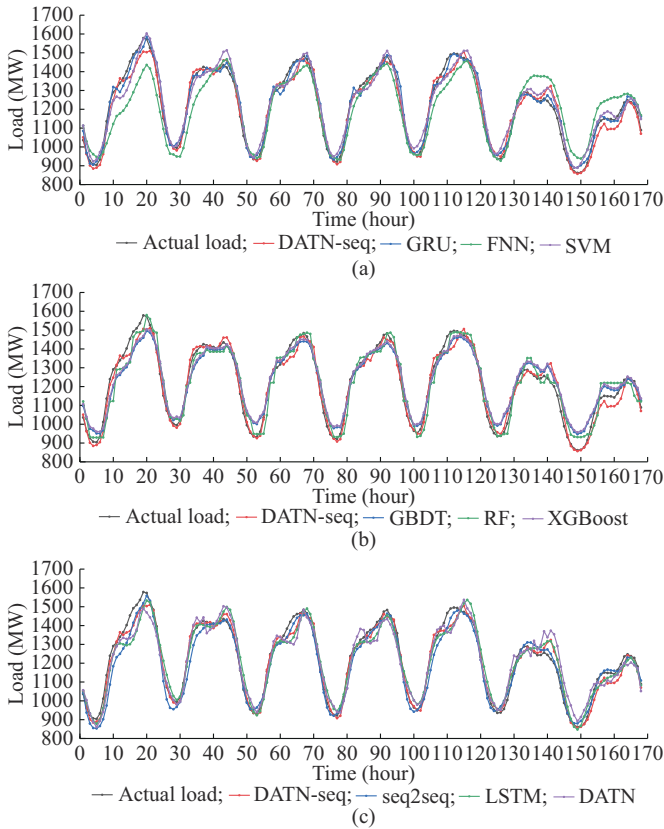 1700
1600
1500
1400
1300
1200
1100
1000
900
800
Load (MW)
0 10 20 30 40 50 60 70 80 90 100 110 120 130 140 150 160 170
Time (hour)
Actual load; DATN-seq; GRU; FNN; SVM
(a)
1700
1600
1500
1400
1300
1200
1100
1000
900
800
Load (MW)
0 10 20 30 40 50 60 70 80 90 100 110 120 130 140 150 160 170
Time (hour)
Actual load; DATN-seq; GBDT; RF; XGBoost
(b)
1700
1600
1500
1400
1300
1200
1100
1000
900
800
Load (MW)
0 10 20 30 40 50 60 70 80 90 100 110 120 130 140 150 160 170
Time (hour)
Actual load; DATN-seq; seq2seq; LSTM; DATN
(c)